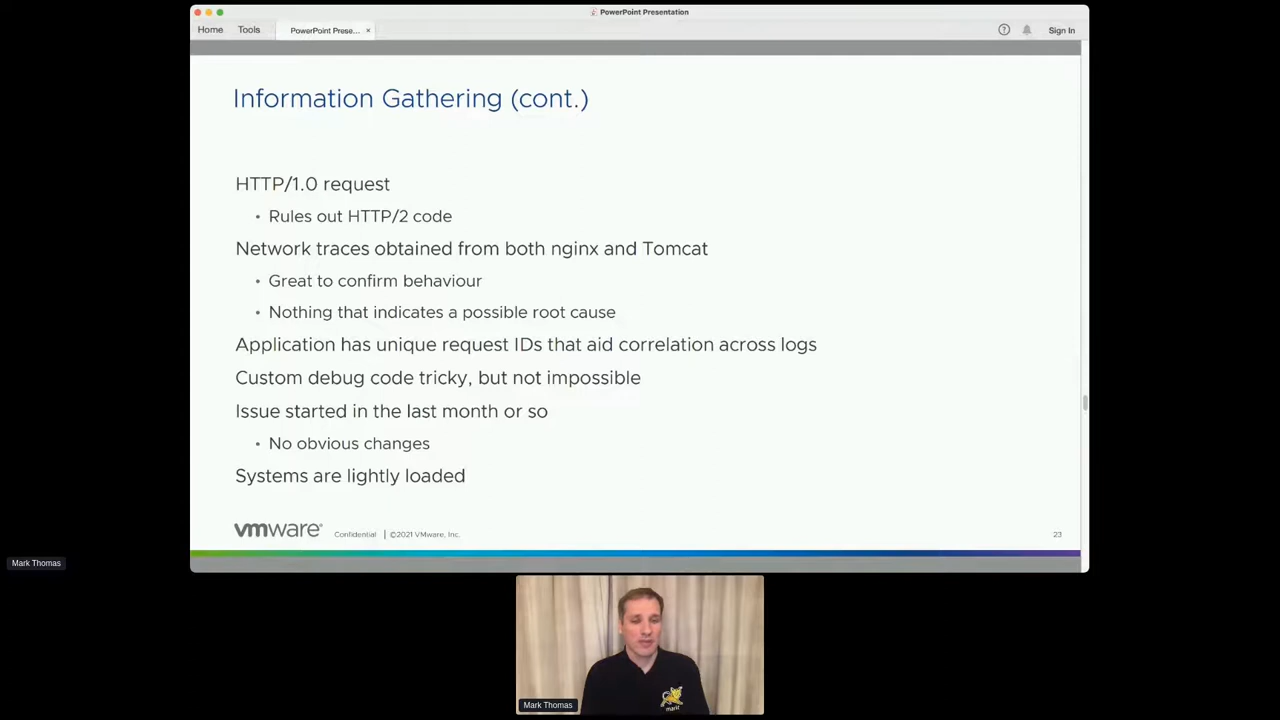 PowerPoint Presentation
Home Tools PowerPoint Prese... × Sign In
Information Gathering (cont.)
HTTP/1.0 request
• Rules out HTTP/2 code
Network traces obtained from both nginx and Tomcat
• Great to confirm behaviour
• Nothing that indicates a possible root cause
Application has unique request IDs that aid correlation across logs
Custom debug code tricky, but not impossible
Issue started in the last month or so
• No obvious changes
Systems are lightly loaded
vmware® Confidential | ©2021 VMware, Inc. 23
Mark Thomas
Mark Thomas
markt